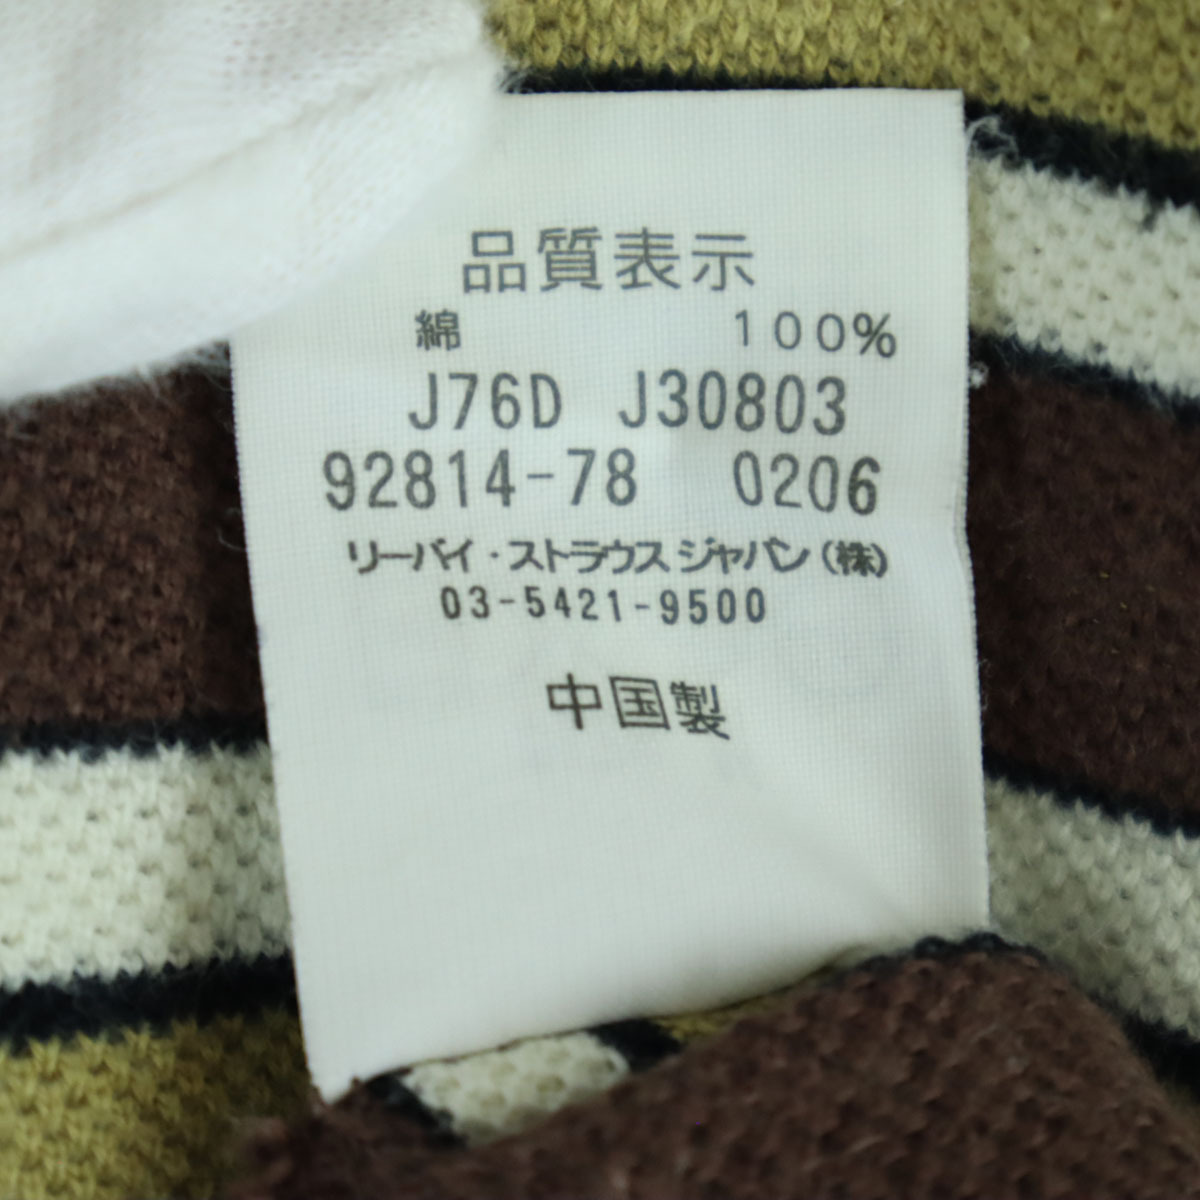 品質表示
綿 100%
J76D J30803
92814-78 0206
リーバイ・ストラウス ジャパン(株)
03-5421-9500
中国製